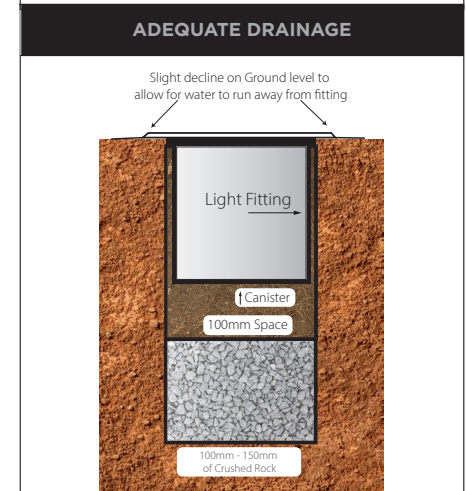 ADEQUATE DRAINAGE
Slight decline on Ground level to
allow for water to run away from fitting
Light Fitting
Canister
100mm Space
100mm - 150mm
of Crushed Rock